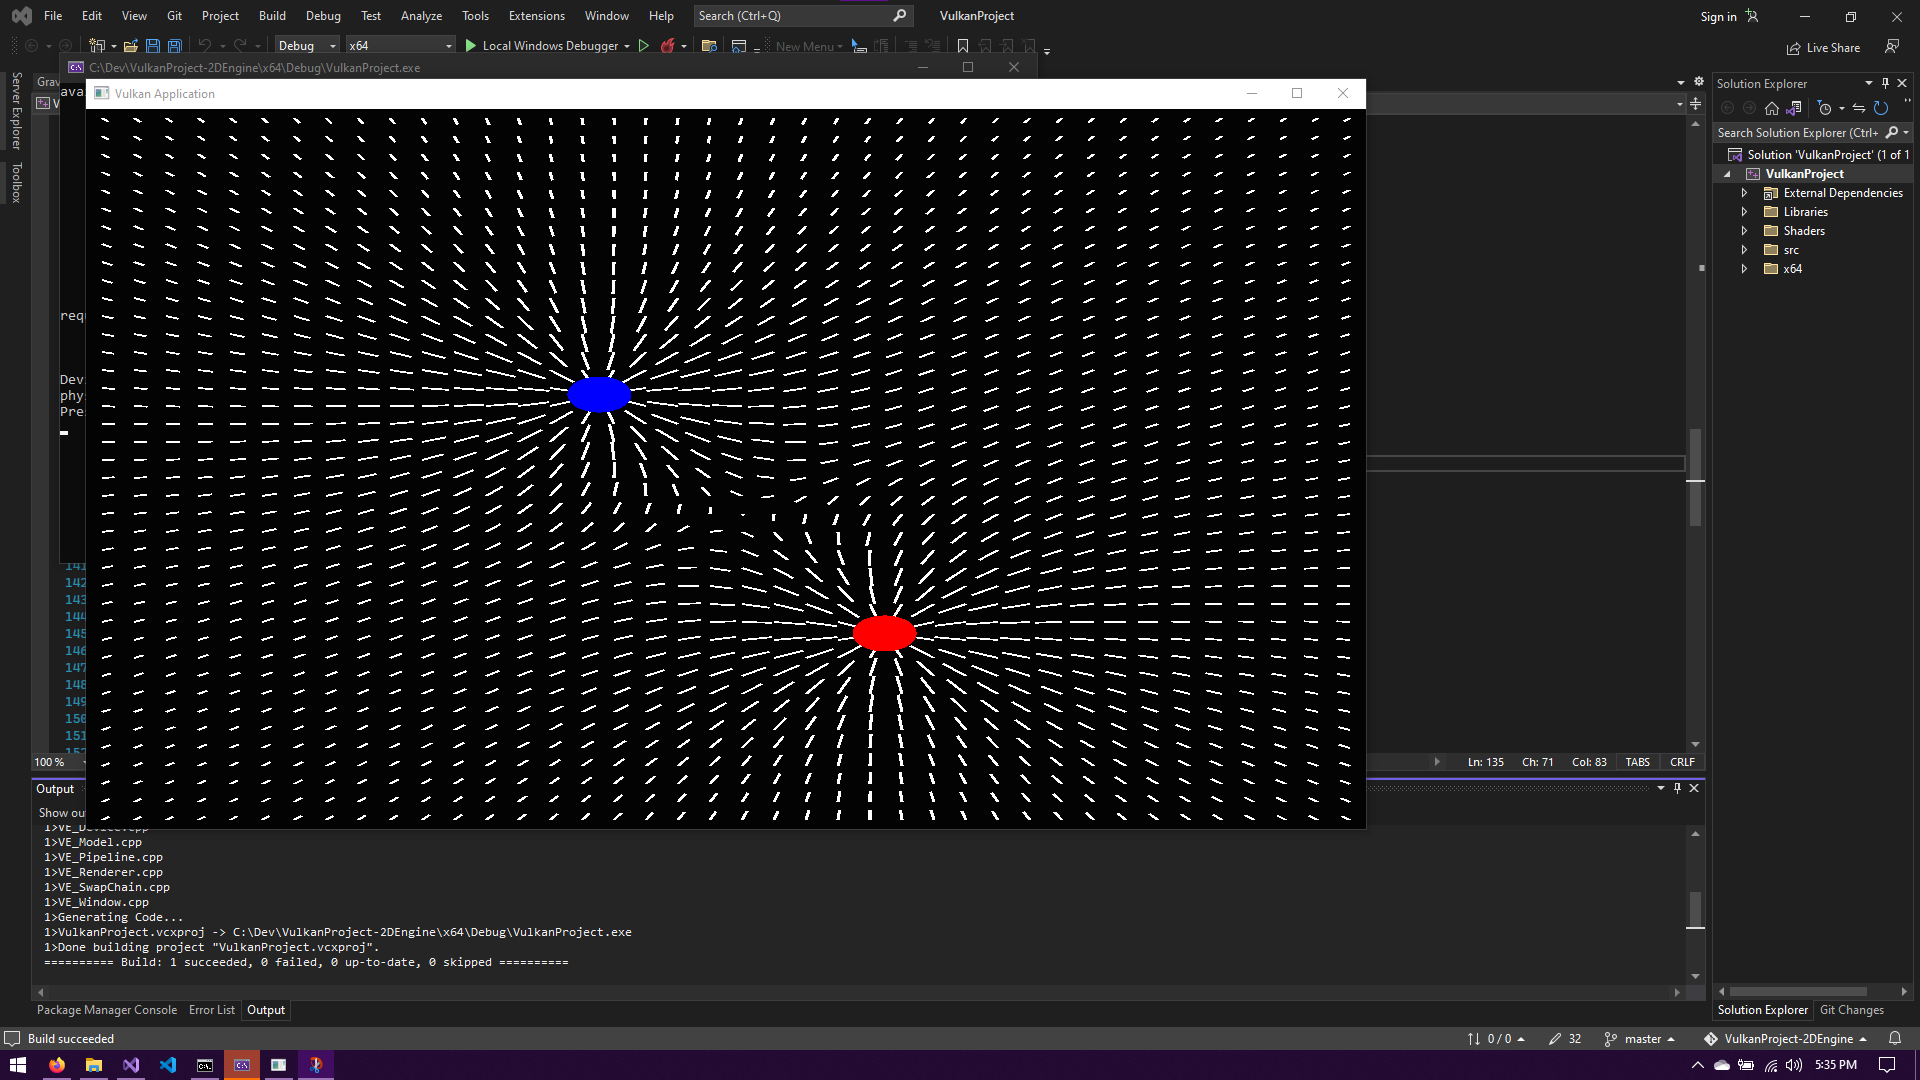 File Edit View Git Project Build Debug Test Analyze Tools Extensions Window Help Search (Ctrl+Q) VulkanProject Sign in
Debug x64 Local Windows Debugger New Menu Live Share
Server Explorer
Toolbox
Grav
C:\Dev\VulkanProject-2DEngine\x64\Debug\VulkanProject.exe
ava
Vulkan Application
requ
Dev
phy
Pre
142
143
144
145
146
147
148
149
150
151
100 %
Ln: 135 Ch: 71 Col: 83 TABS CRLF
Solution Explorer
Search Solution Explorer (Ctrl+
Solution 'VulkanProject' (1 of 1
VulkanProject
External Dependencies
Libraries
Shaders
src
x64
Output
Show ou
1>VE_Device.cpp
1>VE_Model.cpp
1>VE_Pipeline.cpp
1>VE_Renderer.cpp
1>VE_SwapChain.cpp
1>VE_Window.cpp
1>Generating Code...
1>VulkanProject.vcxproj -> C:\Dev\VulkanProject-2DEngine\x64\Debug\VulkanProject.exe
1>Done building project "VulkanProject.vcxproj".
========== Build: 1 succeeded, 0 failed, 0 up-to-date, 0 skipped ==========
Package Manager Console Error List Output
Solution Explorer Git Changes
Build succeeded 0 / 0 32 master VulkanProject-2DEngine
5:35 PM